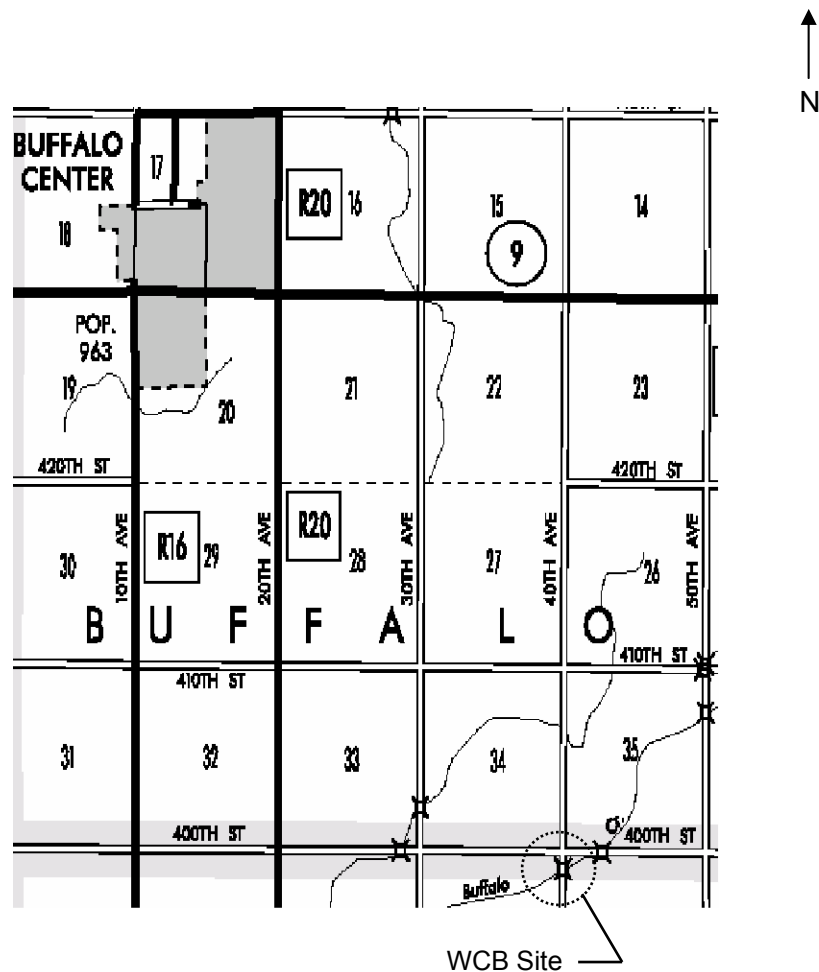 N
BUFFALO
CENTER
17
R20
16
15
14
18
9
POP.
963
19
20
21
22
23
420TH ST
420TH ST
10TH AVE
R16
29
20TH AVE
R20
28
30TH AVE
27
40TH AVE
26
50TH AVE
30
B U F F A L O
410TH ST
410TH ST
31
32
33
34
35
400TH ST
400TH ST
Buffalo
WCB Site